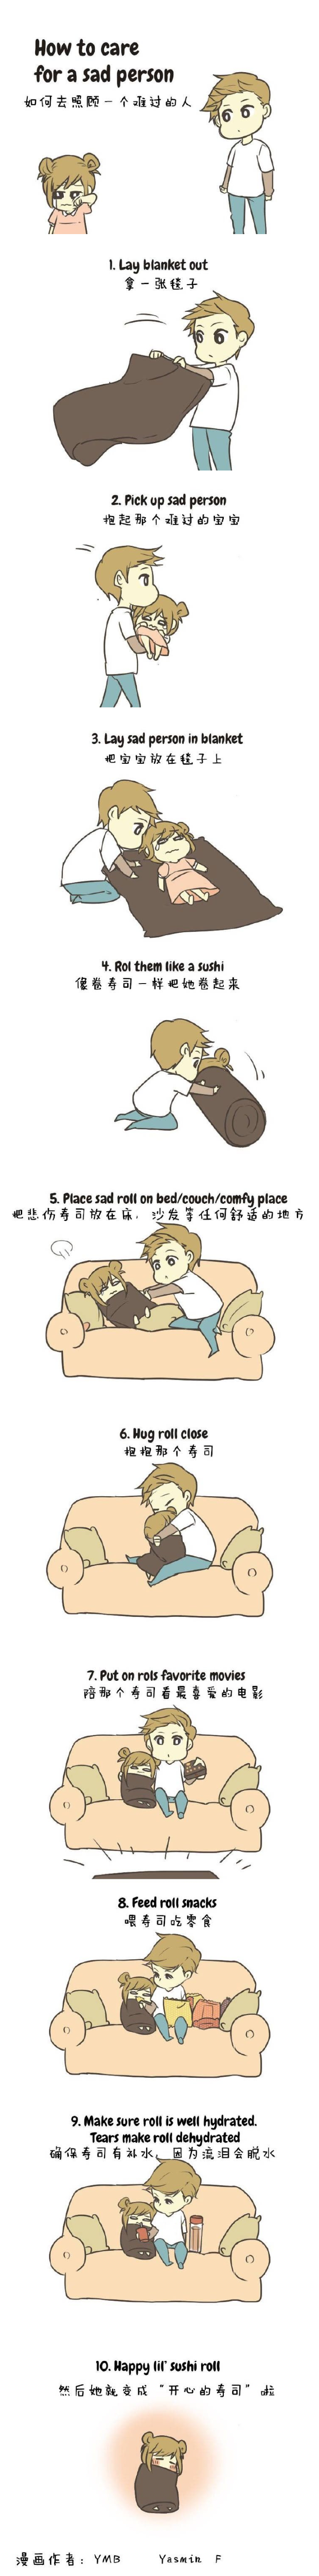 How to care
for a sad person
如何去照顾一个难过的人
1. Lay blanket out
拿一张毯子
2. Pick up sad person
抱起那个难过的宝宝
3. Lay sad person in blanket
把宝宝放在毯子上
4. Rol them like a sushi
像卷寿司一样把她卷起来
5. Place sad roll on bed/couch/comfy place
把悲伤寿司放在床，沙发等任何舒适的地方
6. Hug roll close
抱抱那个寿司
7. Put on rols favorite movies
陪那个寿司看最喜爱的电影
8. Feed roll snacks
喂寿司吃零食
9. Make sure roll is well hydrated.
Tears make roll dehydrated
确保寿司有补水，因为流泪会脱水
10. Happy lil' sushi roll
然后她就变成“开心的寿司”啦
漫画作者：YMB Yasmin F